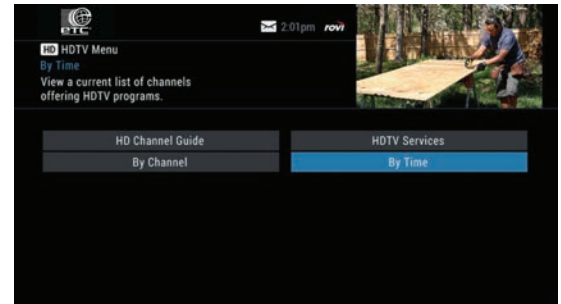 etc
2:01pm rovi
HD HDTV Menu
By Time
View a current list of channels
offering HDTV programs.
HD Channel Guide
HDTV Services
By Channel
By Time